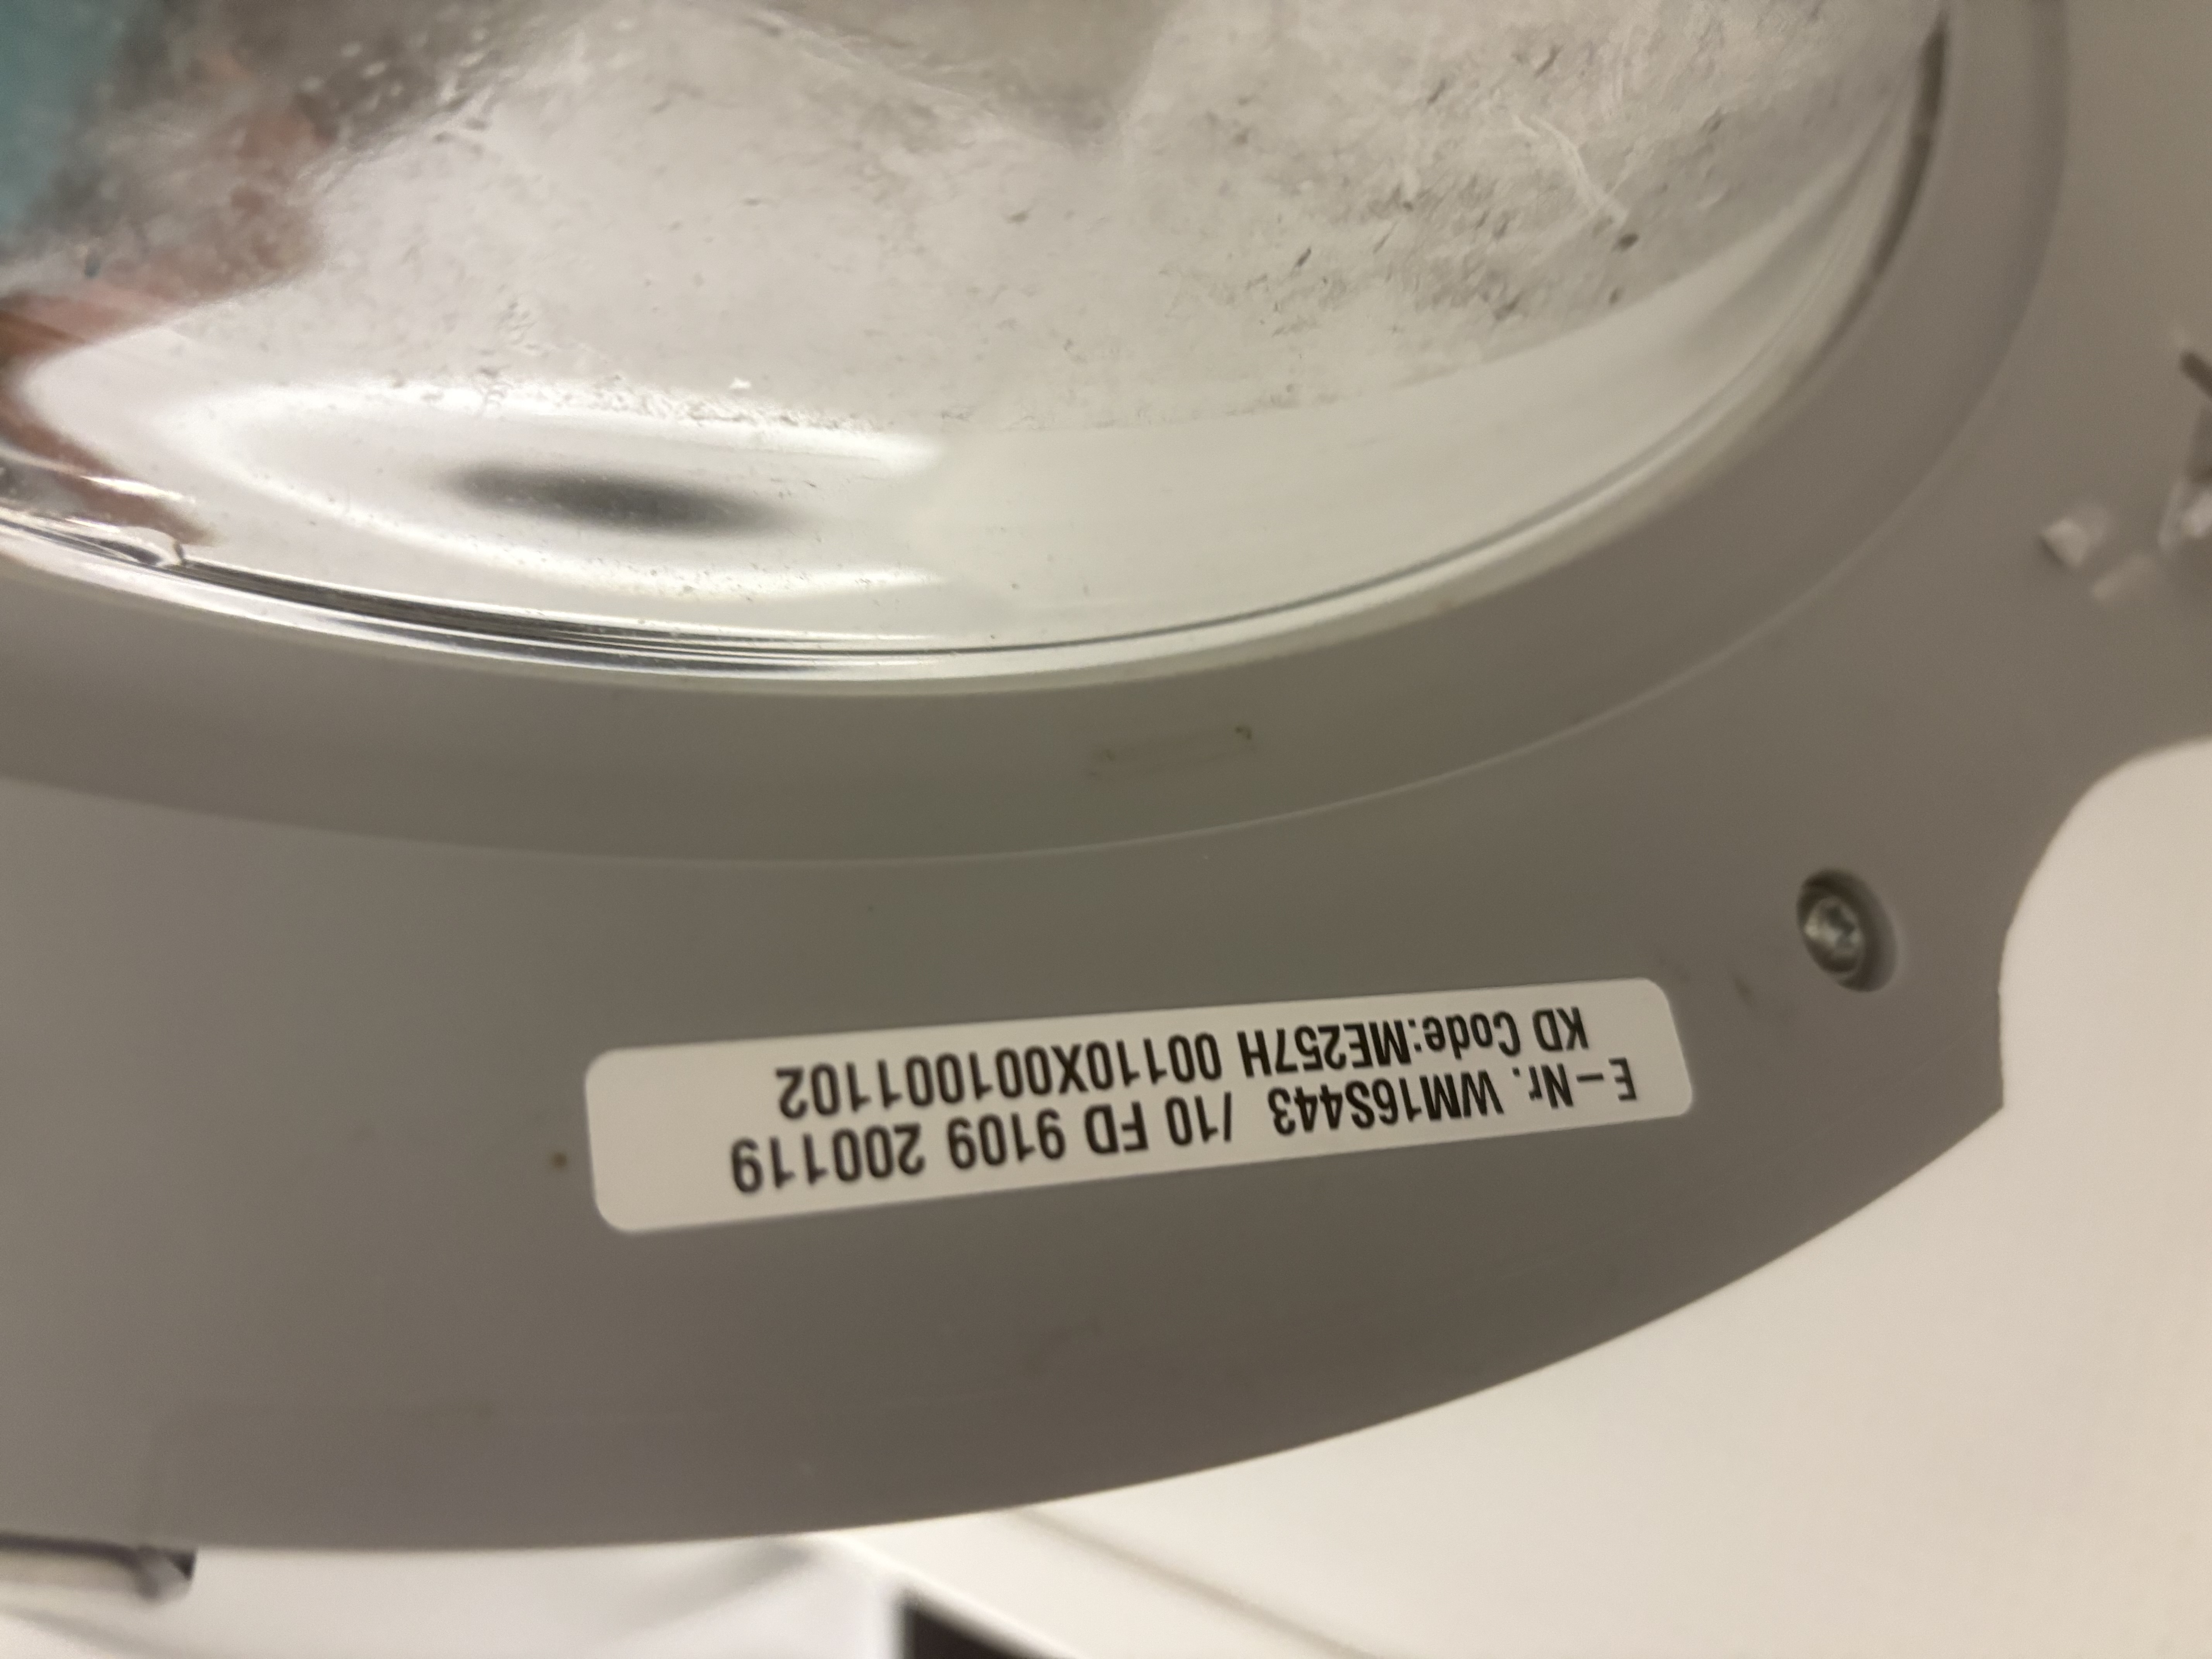 E-Nr. WM16S443 /10 FD 9109 200119
KD Code:ME257H 00110X001001102